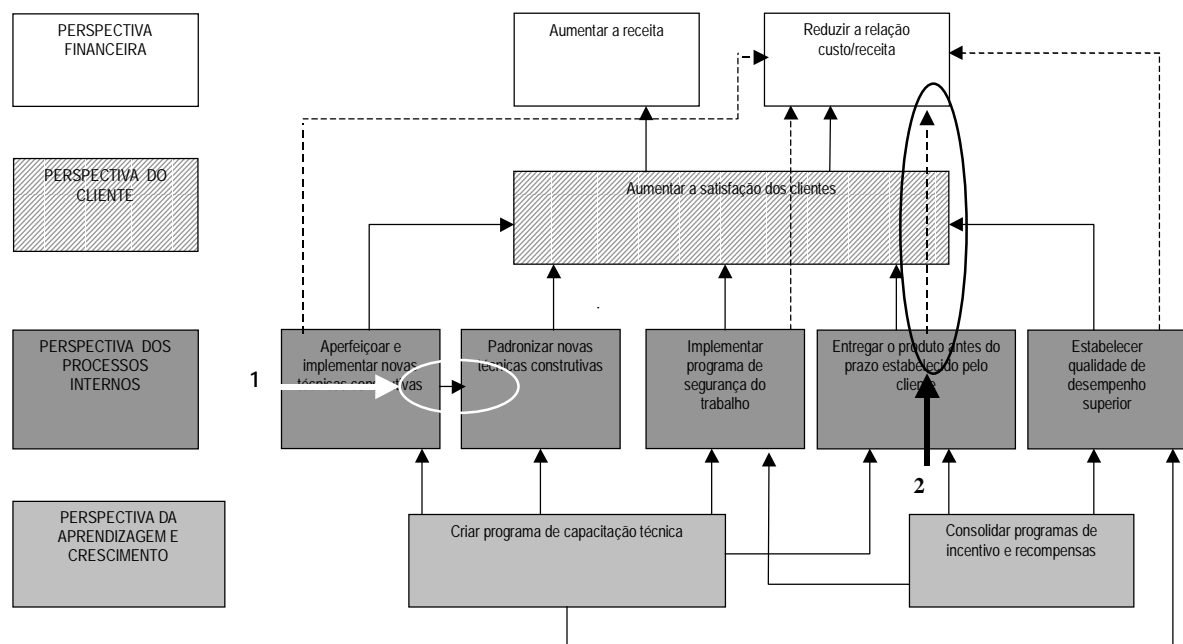 PERSPECTIVA
FINANCEIRA
Aumentar a receita
Reduzir a relação
custo/receita
PERSPECTIVA DO
CLIENTE
Aumentar a satisfação dos clientes
PERSPECTIVA DOS
PROCESSOS
INTERNOS
Aperfeiçoar e
implementar novas
técnicas construtivas
Padronizar novas
técnicas construtivas
Implementar
programa de
segurança do
trabalho
Entregar o produto antes do
prazo estabelecido pelo
cliente
Estabelecer
qualidade de
desempenho
superior
1
2
PERSPECTIVA DA
APRENDIZAGEM E
CRESCIMENTO
Criar programa de capacitação técnica
Consolidar programas de
incentivo e recompensas